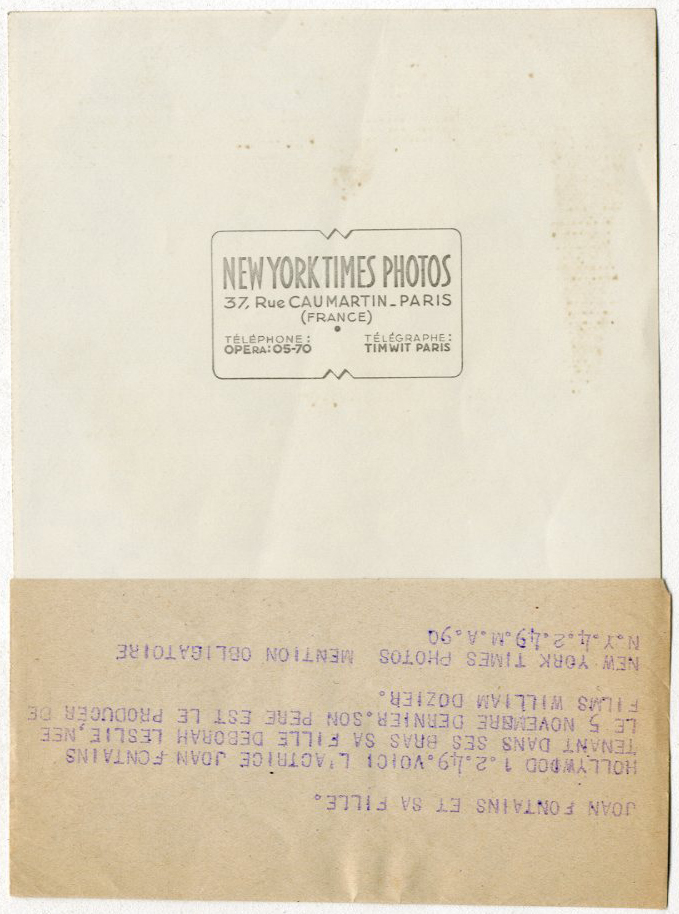 NEW YORK TIMES PHOTOS
37, Rue CAUMARTIN_PARIS
(FRANCE)
TÉLÉPHONE:
OPERA:05-70
TÉLÉGRAPHE:
TIMWIT PARIS
JOAN FONTAINS ET SA FILLE.
HOLLYWOOD 1.2.49.VOICI L'ACTRICE JOAN FONTAINS
TENANT DANS SES BRAS SA FILLE DEBORAH LESLIE,NEE
LE 5 NOVEMBRE DERNIER.SON PERE EST LE PRODUCER DE
FILMS WILLIAM DOZIER.
NEW YORK TIMES PHOTOS MENTION OBLIGATOIRE
N.Y.4.2.49.M.A.90